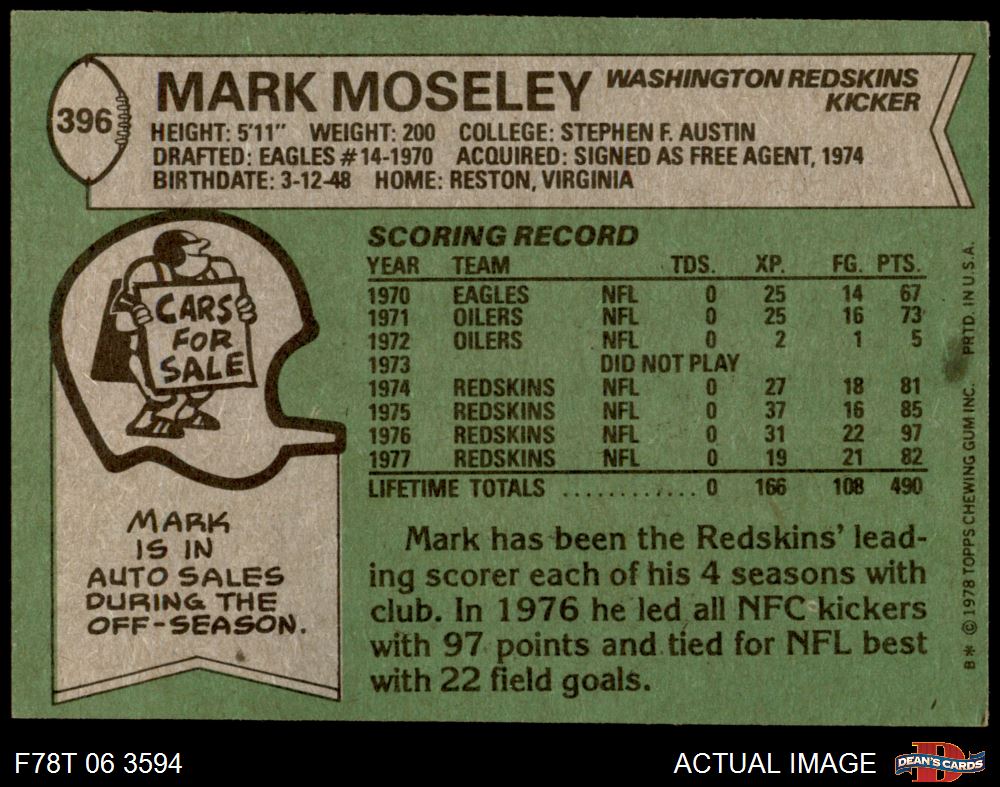 396
MARK MOSELEY
WASHINGTON REDSKINS
KICKER
HEIGHT: 5'11" WEIGHT: 200 COLLEGE: STEPHEN F. AUSTIN
DRAFTED: EAGLES #14-1970 ACQUIRED: SIGNED AS FREE AGENT, 1974
BIRTHDATE: 3-12-48 HOME: RESTON, VIRGINIA
CARS
FOR
SALE
MARK
IS IN
AUTO SALES
DURING THE
OFF-SEASON.
SCORING RECORD
YEAR TEAM TDS. XP. FG. PTS.
1970 EAGLES NFL 0 25 14 67
1971 OILERS NFL 0 25 16 73
1972 OILERS NFL 0 2 1 5
1973 DID NOT PLAY
1974 REDSKINS NFL 0 27 18 81
1975 REDSKINS NFL 0 37 16 85
1976 REDSKINS NFL 0 31 22 97
1977 REDSKINS NFL 0 19 21 82
LIFETIME TOTALS ............ 0 166 108 490
Mark has been the Redskins' lead-
ing scorer each of his 4 seasons with
club. In 1976 he led all NFC kickers
with 97 points and tied for NFL best
with 22 field goals.
B* © 1978 TOPPS CHEWING GUM INC. PRTD. IN U.S.A.
F78T 06 3594
ACTUAL IMAGE
DEAN'S CARDS